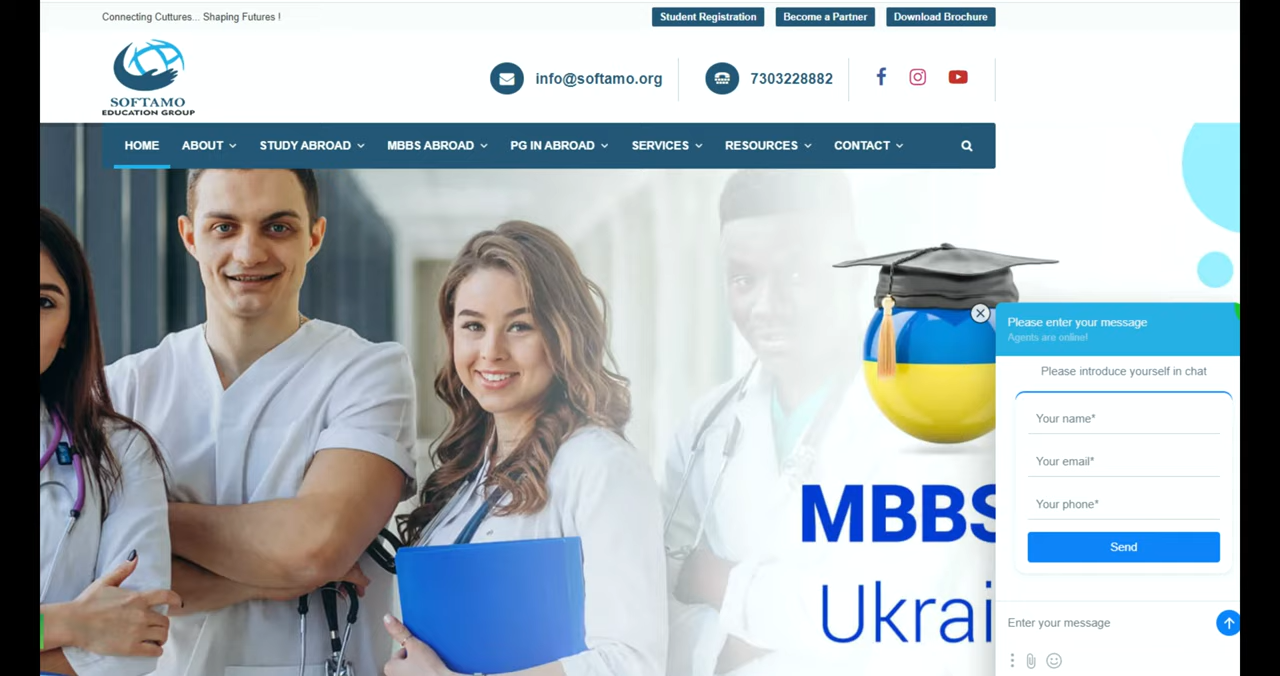 Connecting Cuttures... Shaping Futures !
Student Registration
Become a Partner
Download Brochure
SOFTAMO
EDUCATION GROUP
info@softamo.org
7303228882
HOME
ABOUT
STUDY ABROAD
MBBS ABROAD
PG IN ABROAD
SERVICES
RESOURCES
CONTACT
Please enter your message
Agents are online!
Please introduce yourself in chat
Your name*
Your email*
Your phone*
Send
Enter your message
MBBS
Ukrai